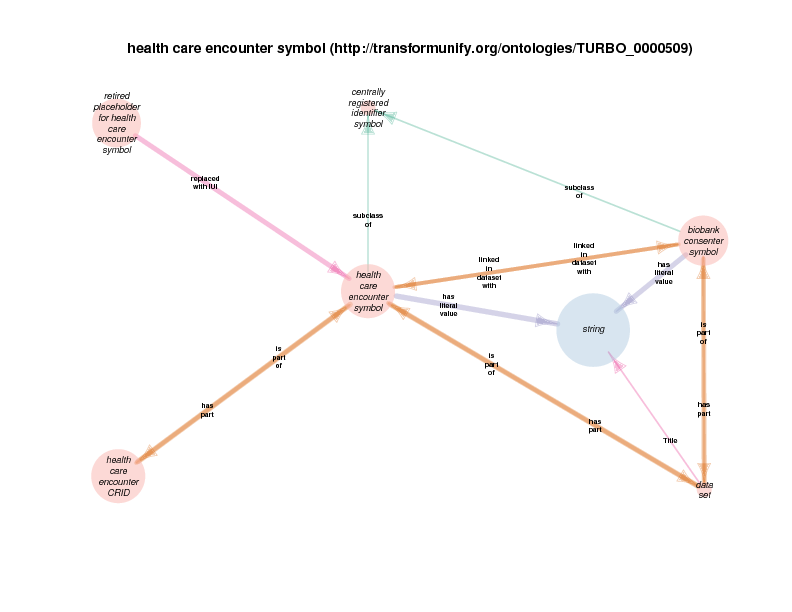 health care encounter symbol (http://transformunify.org/ontologies/TURBO_0000509)
retired
placeholder
for health
care
encounter
symbol
centrally
registered
identifier
symbol
replaced
with IUI
subclass
of
subclass
of
biobank
consenter
symbol
linked
in
dataset
with
linked
in
dataset
with
has
literal
value
health
care
encounter
symbol
has
literal
value
string
is
part
of
is
part
of
is
part
of
has
part
has
part
has
part
Title
health
care
encounter
CRID
data
set